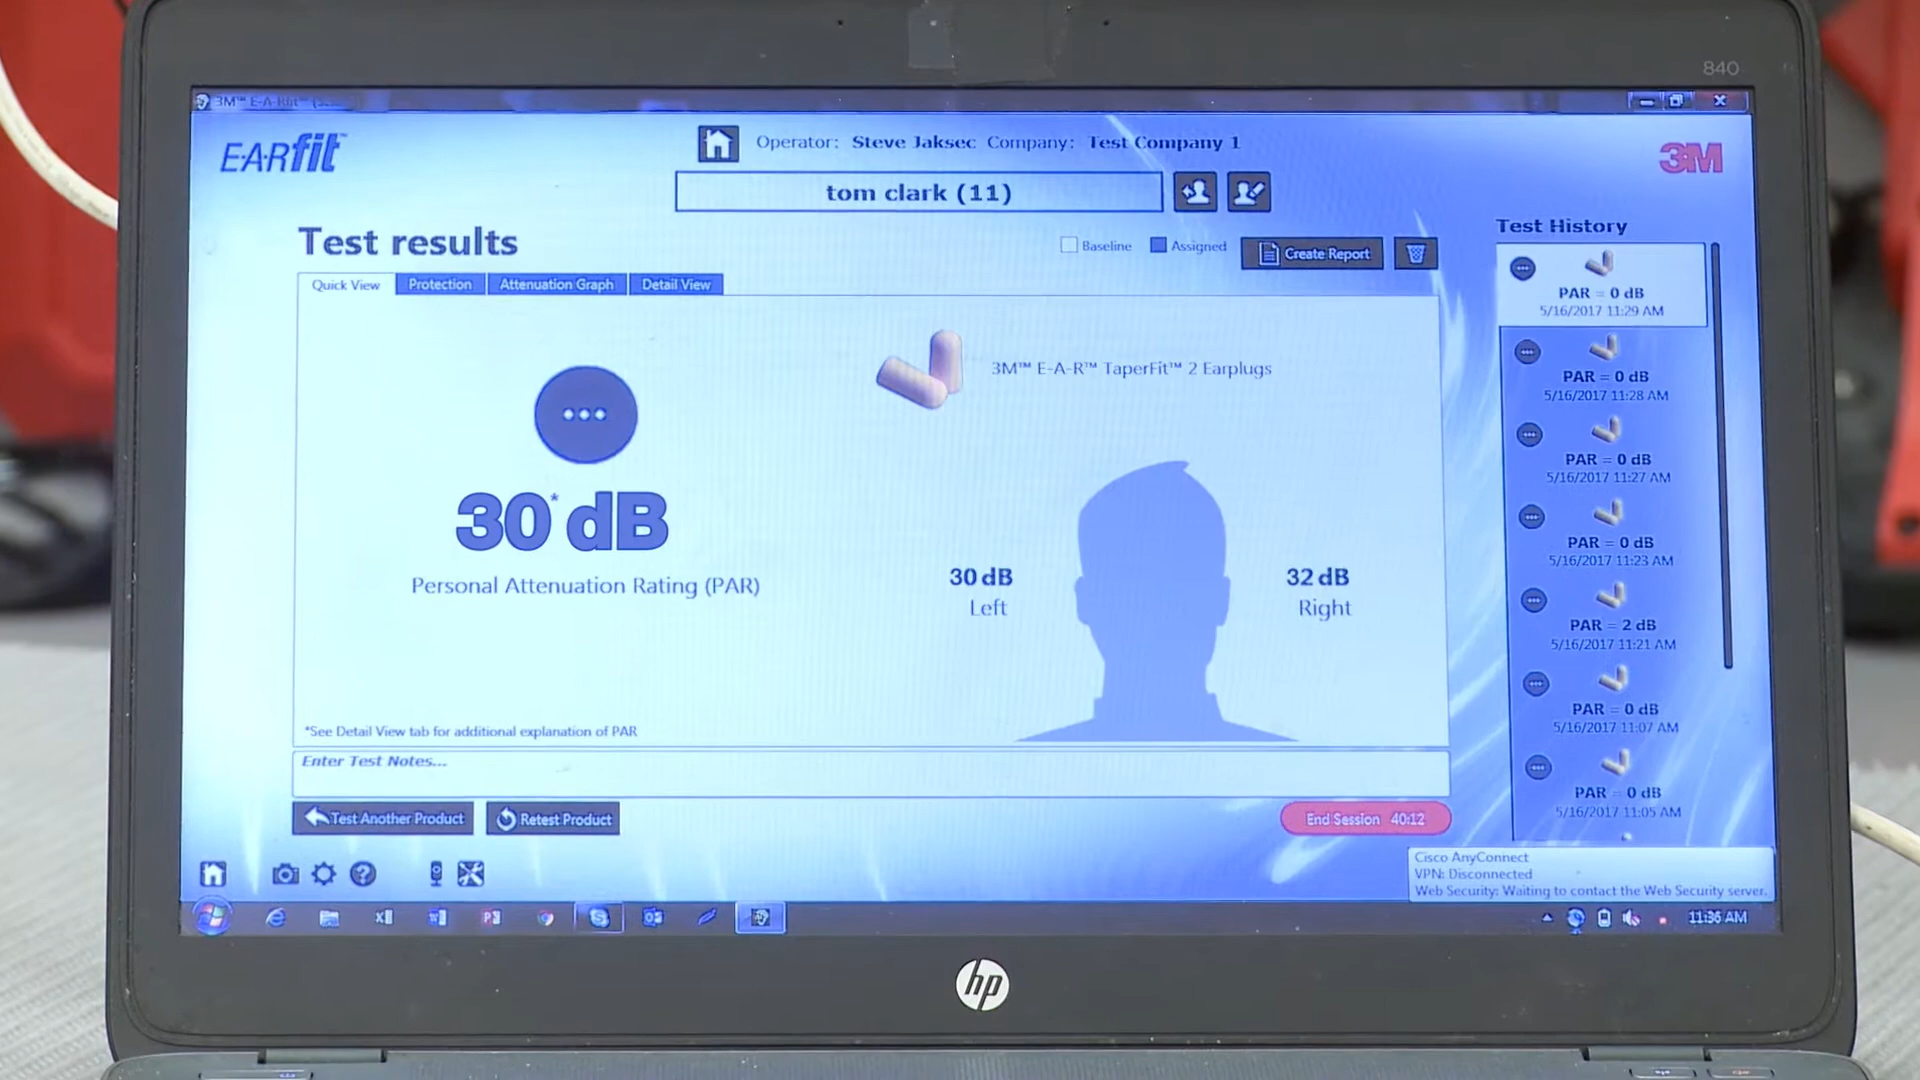 840
3M™ E-A-Rfit™
E·A·Rfit™
Operator: Steve Jaksec Company: Test Company 1
3M
tom clark (11)
Test results
Baseline
Assigned
Create Report
Quick View
Protection
Attenuation Graph
Detail View
3M™ E-A-R™ TaperFit™ 2 Earplugs
30* dB
Personal Attenuation Rating (PAR)
30 dB
Left
32 dB
Right
*See Detail View tab for additional explanation of PAR
Enter Test Notes...
Test Another Product
Retest Product
End Session 40:12
Test History
PAR = 0 dB
5/16/2017 11:29 AM
PAR = 0 dB
5/16/2017 11:28 AM
PAR = 0 dB
5/16/2017 11:27 AM
PAR = 0 dB
5/16/2017 11:23 AM
PAR = 2 dB
5/16/2017 11:21 AM
PAR = 0 dB
5/16/2017 11:07 AM
PAR = 0 dB
5/16/2017 11:05 AM
Cisco AnyConnect
VPN: Disconnected
Web Security: Waiting to contact the Web Security server.
11:36 AM
hp